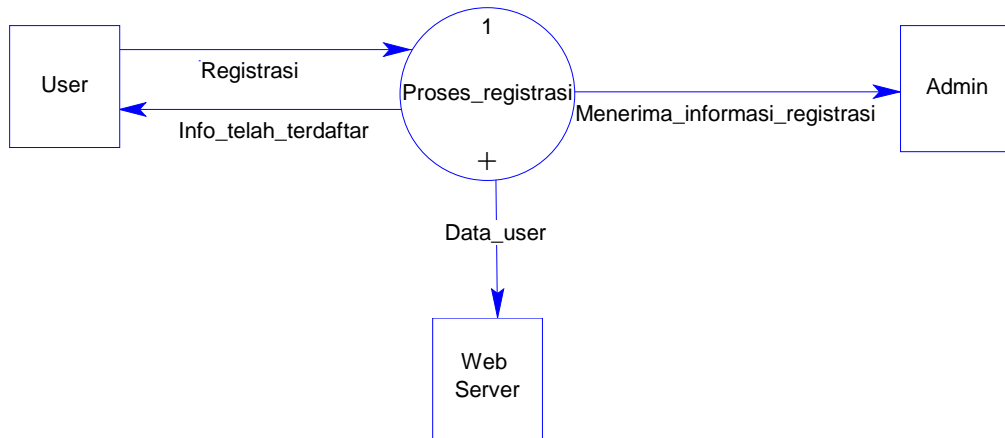 1
User
Registrasi
Proses_registrasi
Admin
Menerima_informasi_registrasi
Info_telah_terdaftar
+
Data_user
Web
Server